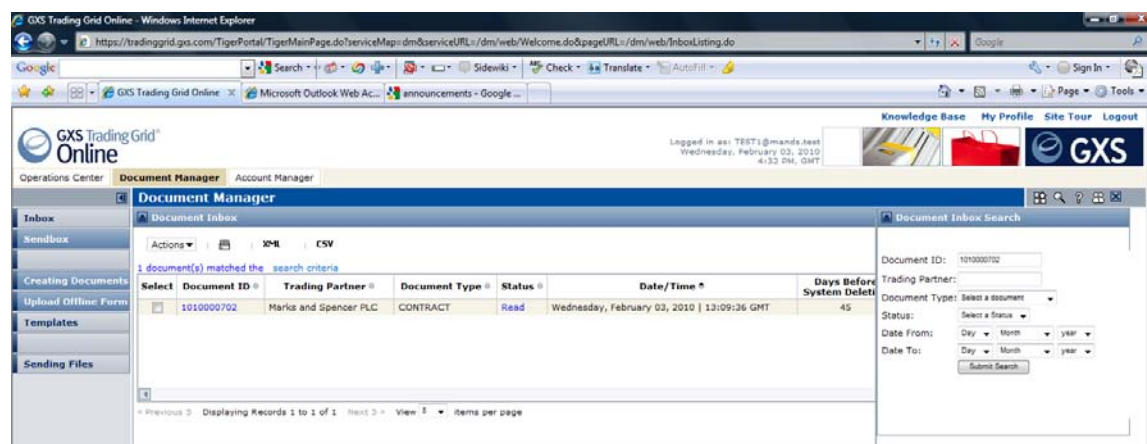 GXS Trading Grid Online - Windows Internet Explorer
https://tradinggrid.gxs.com/TigerPortal/TigerMainPage.do?serviceMap=dm&serviceURL=/dm/web/Welcome.do&pageURL=/dm/web/InboxListing.do
Google
Google Search Sidewiki Check Translate AutoFill Sign In
GXS Trading Grid Online Microsoft Outlook Web Ac... announcements - Google ... Page Tools
Knowledge Base My Profile Site Tour Logout
GXS Trading Grid®
Online
Logged in as: TEST1@mands.test
Wednesday, February 03, 2010
4:33 PM, GMT
GXS
Operations Center Document Manager Account Manager
Document Manager
Inbox
Sendbox
Creating Documents
Upload Offline Form
Templates
Sending Files
Document Inbox
Actions XML CSV
1 document(s) matched the search criteria
Select Document ID Trading Partner Document Type Status Date/Time Days Before
System Deleti
1010000702 Marks and Spencer PLC CONTRACT Read Wednesday, February 03, 2010 | 13:09:36 GMT 45
Displaying Records 1 to 1 of 1 View items per page
Document Inbox Search
Document ID: 1010000702
Trading Partner:
Document Type: Select a document
Status: Select a Status
Date From: Day Month year
Date To: Day Month year
Submit Search